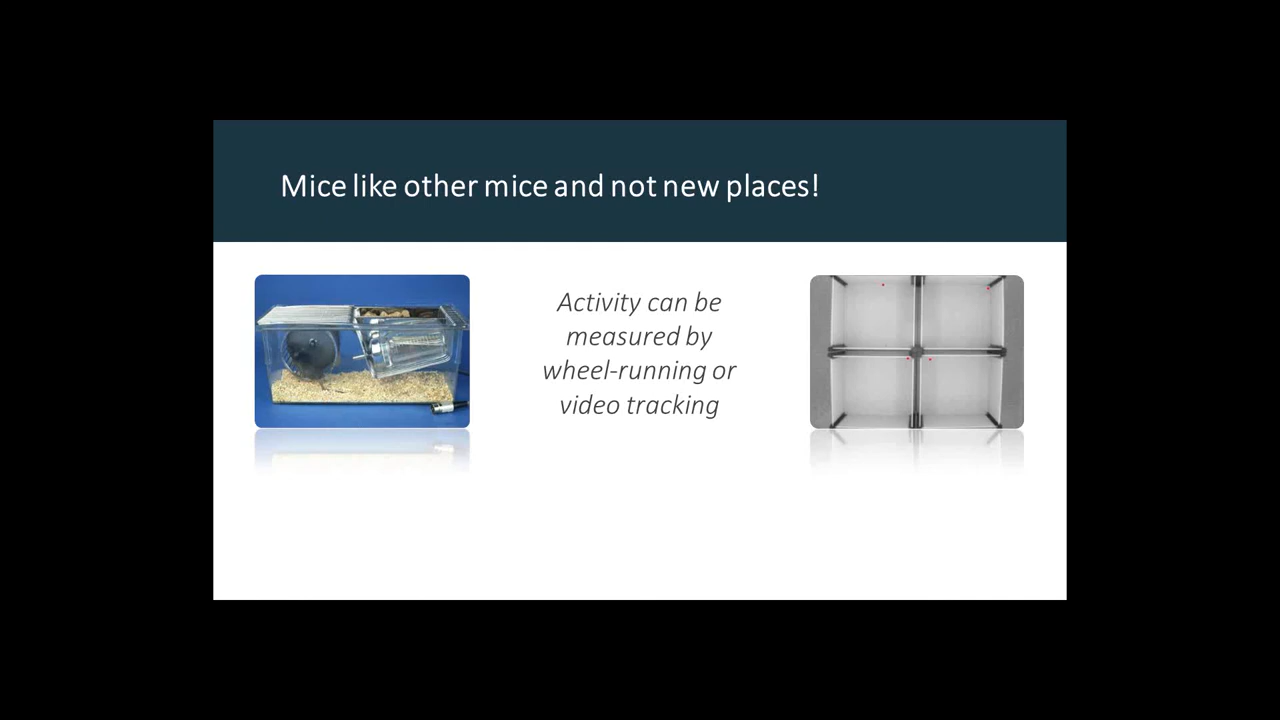 Mice like other mice and not new places!
Activity can be
measured by
wheel-running or
video tracking